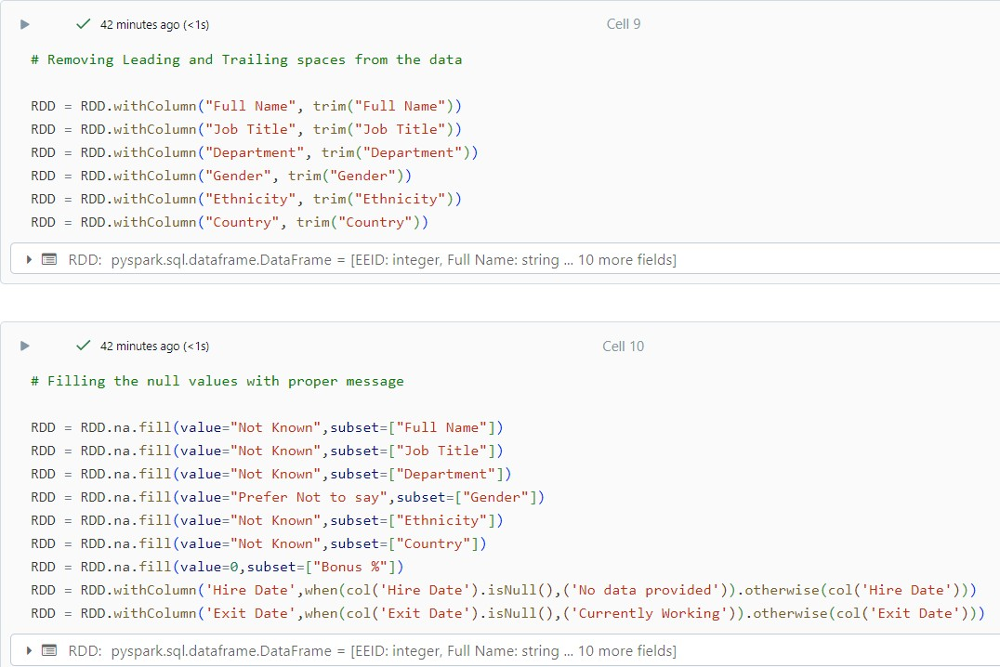 42 minutes ago (<1s)
Cell 9
# Removing Leading and Trailing spaces from the data
RDD = RDD.withColumn("Full Name", trim("Full Name"))
RDD = RDD.withColumn("Job Title", trim("Job Title"))
RDD = RDD.withColumn("Department", trim("Department"))
RDD = RDD.withColumn("Gender", trim("Gender"))
RDD = RDD.withColumn("Ethnicity", trim("Ethnicity"))
RDD = RDD.withColumn("Country", trim("Country"))
RDD: pyspark.sql.dataframe.DataFrame = [EEID: integer, Full Name: string ... 10 more fields]
42 minutes ago (<1s)
Cell 10
# Filling the null values with proper message
RDD = RDD.na.fill(value="Not Known",subset=["Full Name"])
RDD = RDD.na.fill(value="Not Known",subset=["Job Title"])
RDD = RDD.na.fill(value="Not Known",subset=["Department"])
RDD = RDD.na.fill(value="Prefer Not to say",subset=["Gender"])
RDD = RDD.na.fill(value="Not Known",subset=["Ethnicity"])
RDD = RDD.na.fill(value="Not Known",subset=["Country"])
RDD = RDD.na.fill(value=0,subset=["Bonus %"])
RDD = RDD.withColumn('Hire Date',when(col('Hire Date').isNull(),('No data provided')).otherwise(col('Hire Date')))
RDD = RDD.withColumn('Exit Date',when(col('Exit Date').isNull(),('Currently Working')).otherwise(col('Exit Date')))
RDD: pyspark.sql.dataframe.DataFrame = [EEID: integer, Full Name: string ... 10 more fields]